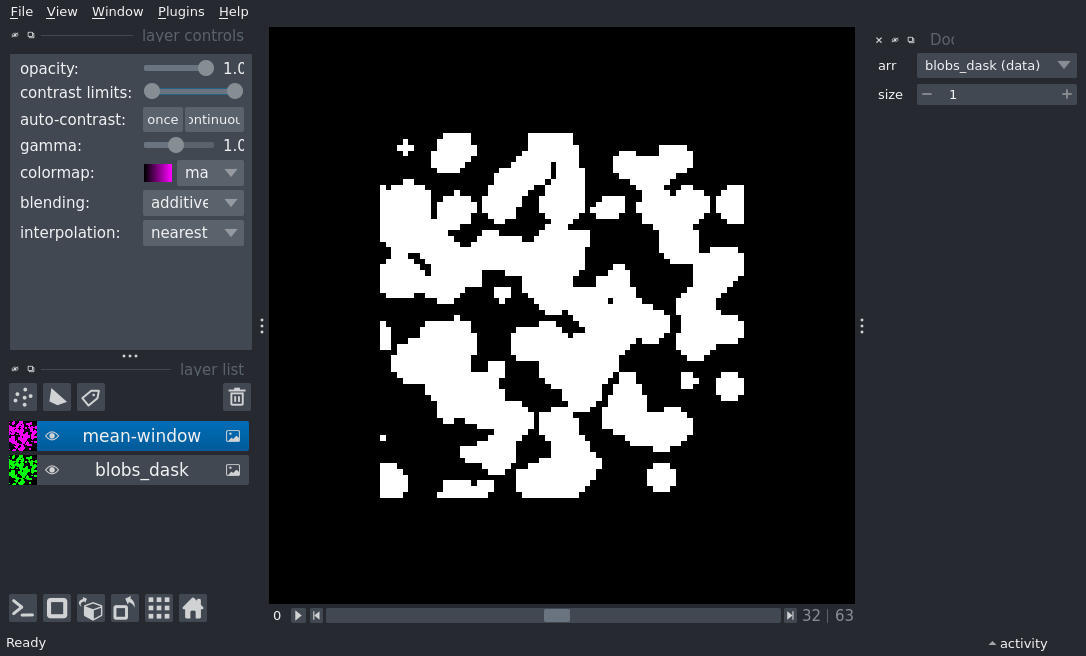 File View Window Plugins Help
layer controls
opacity: 1.0
contrast limits:
auto-contrast: once ontinuou
gamma: 1.0
colormap: ma
blending: additive
interpolation: nearest
layer list
mean-window
blobs_dask
Ready
0 32 | 63
Doc
arr blobs_dask (data)
size 1
activity